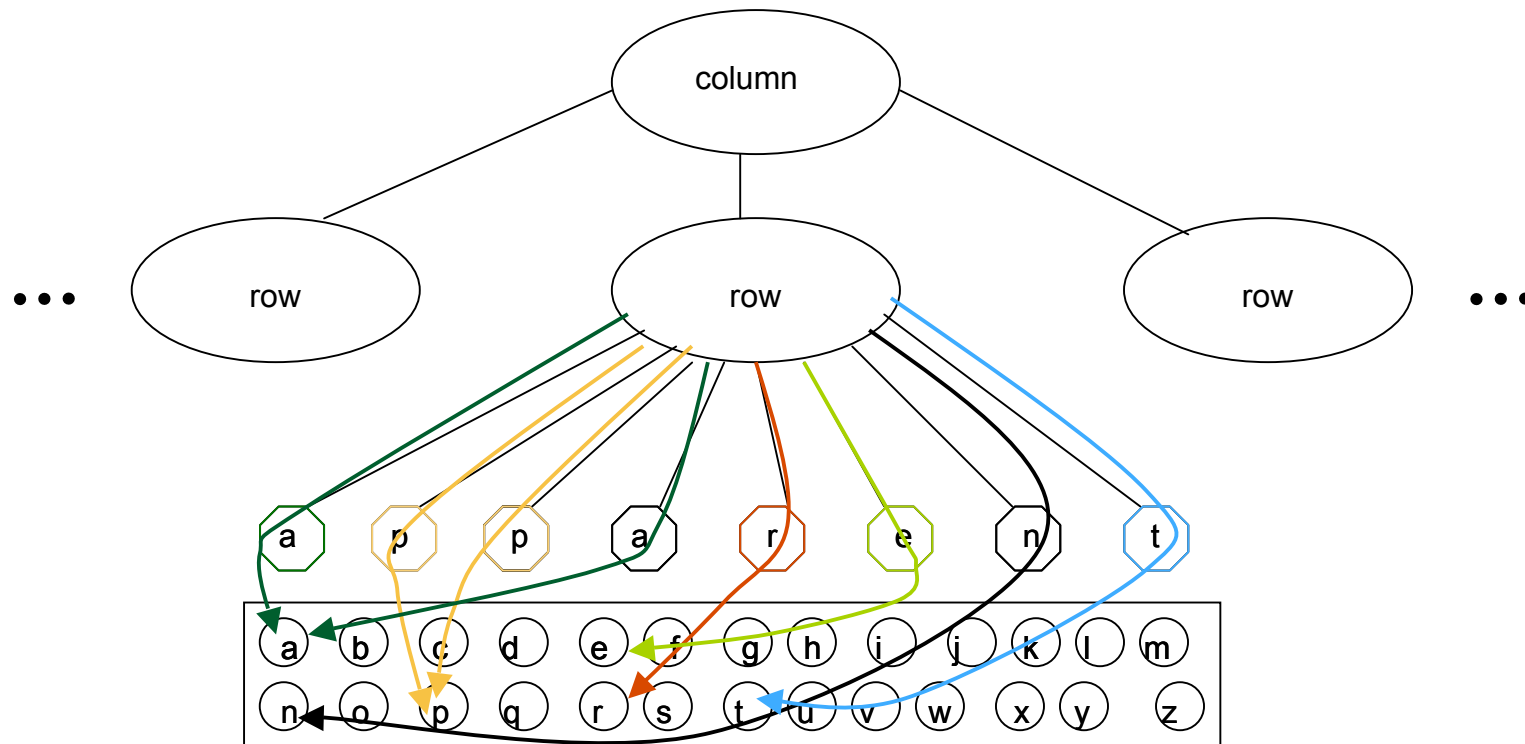 column
... row row row ...
a p p a r e n t
a b c d e f g h i j k l m
n o p q r s t u v w x y z